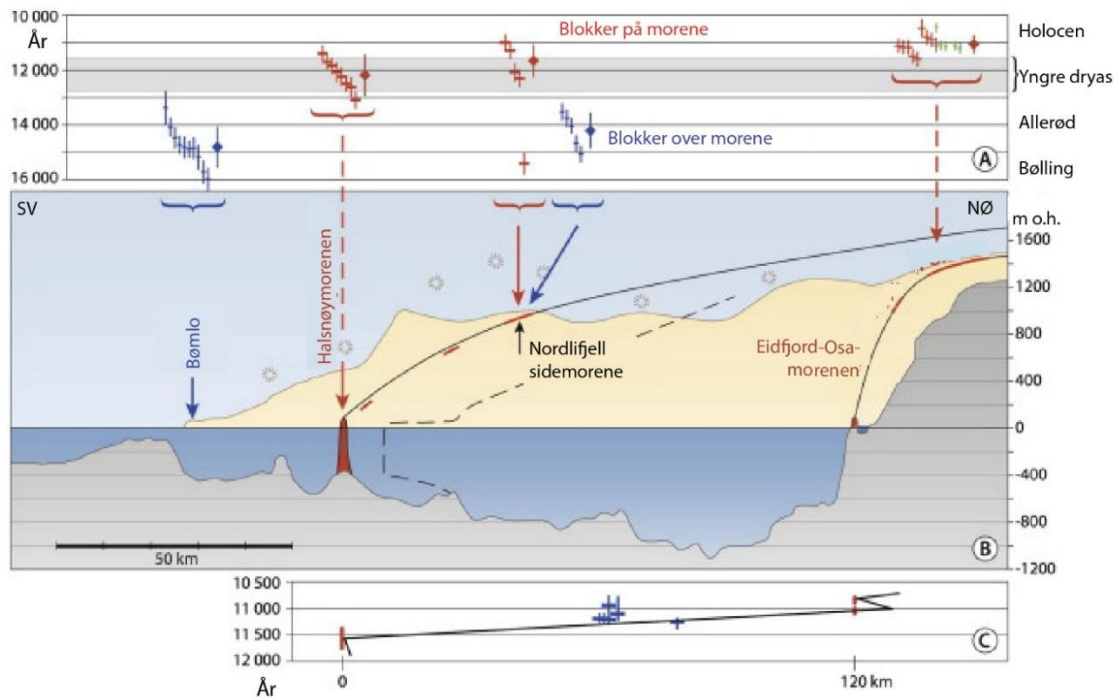 10 000
År
12 000
14 000
16 000
Blokker på morene
Blokker over morene
Holocen
Yngre dryas
Allerød
Bølling
A
SV
NØ
m o.h.
1600
1200
800
400
0
-400
-800
-1200
Bømlo
Halsnøymorenen
Nordlifjell
sidemorene
Eidfjord-Osa-
morenen
50 km
B
10 500
11 000
11 500
12 000
C
År
0
120 km